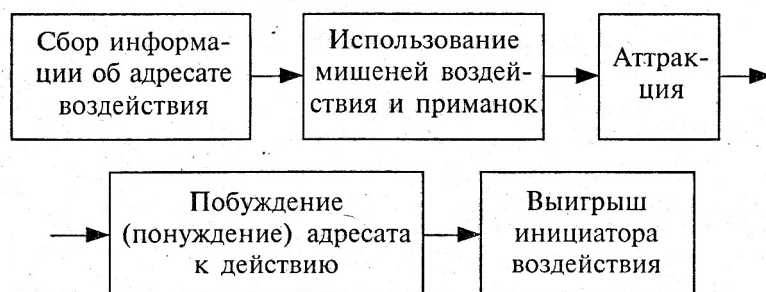 Сбор информа-
ции об адресате
воздействия
Использование
мишеней воздей-
ствия и приманок
Аттрак-
ция
Побуждение
(понуждение) адресата
к действию
Выигрыш
инициатора
воздействия